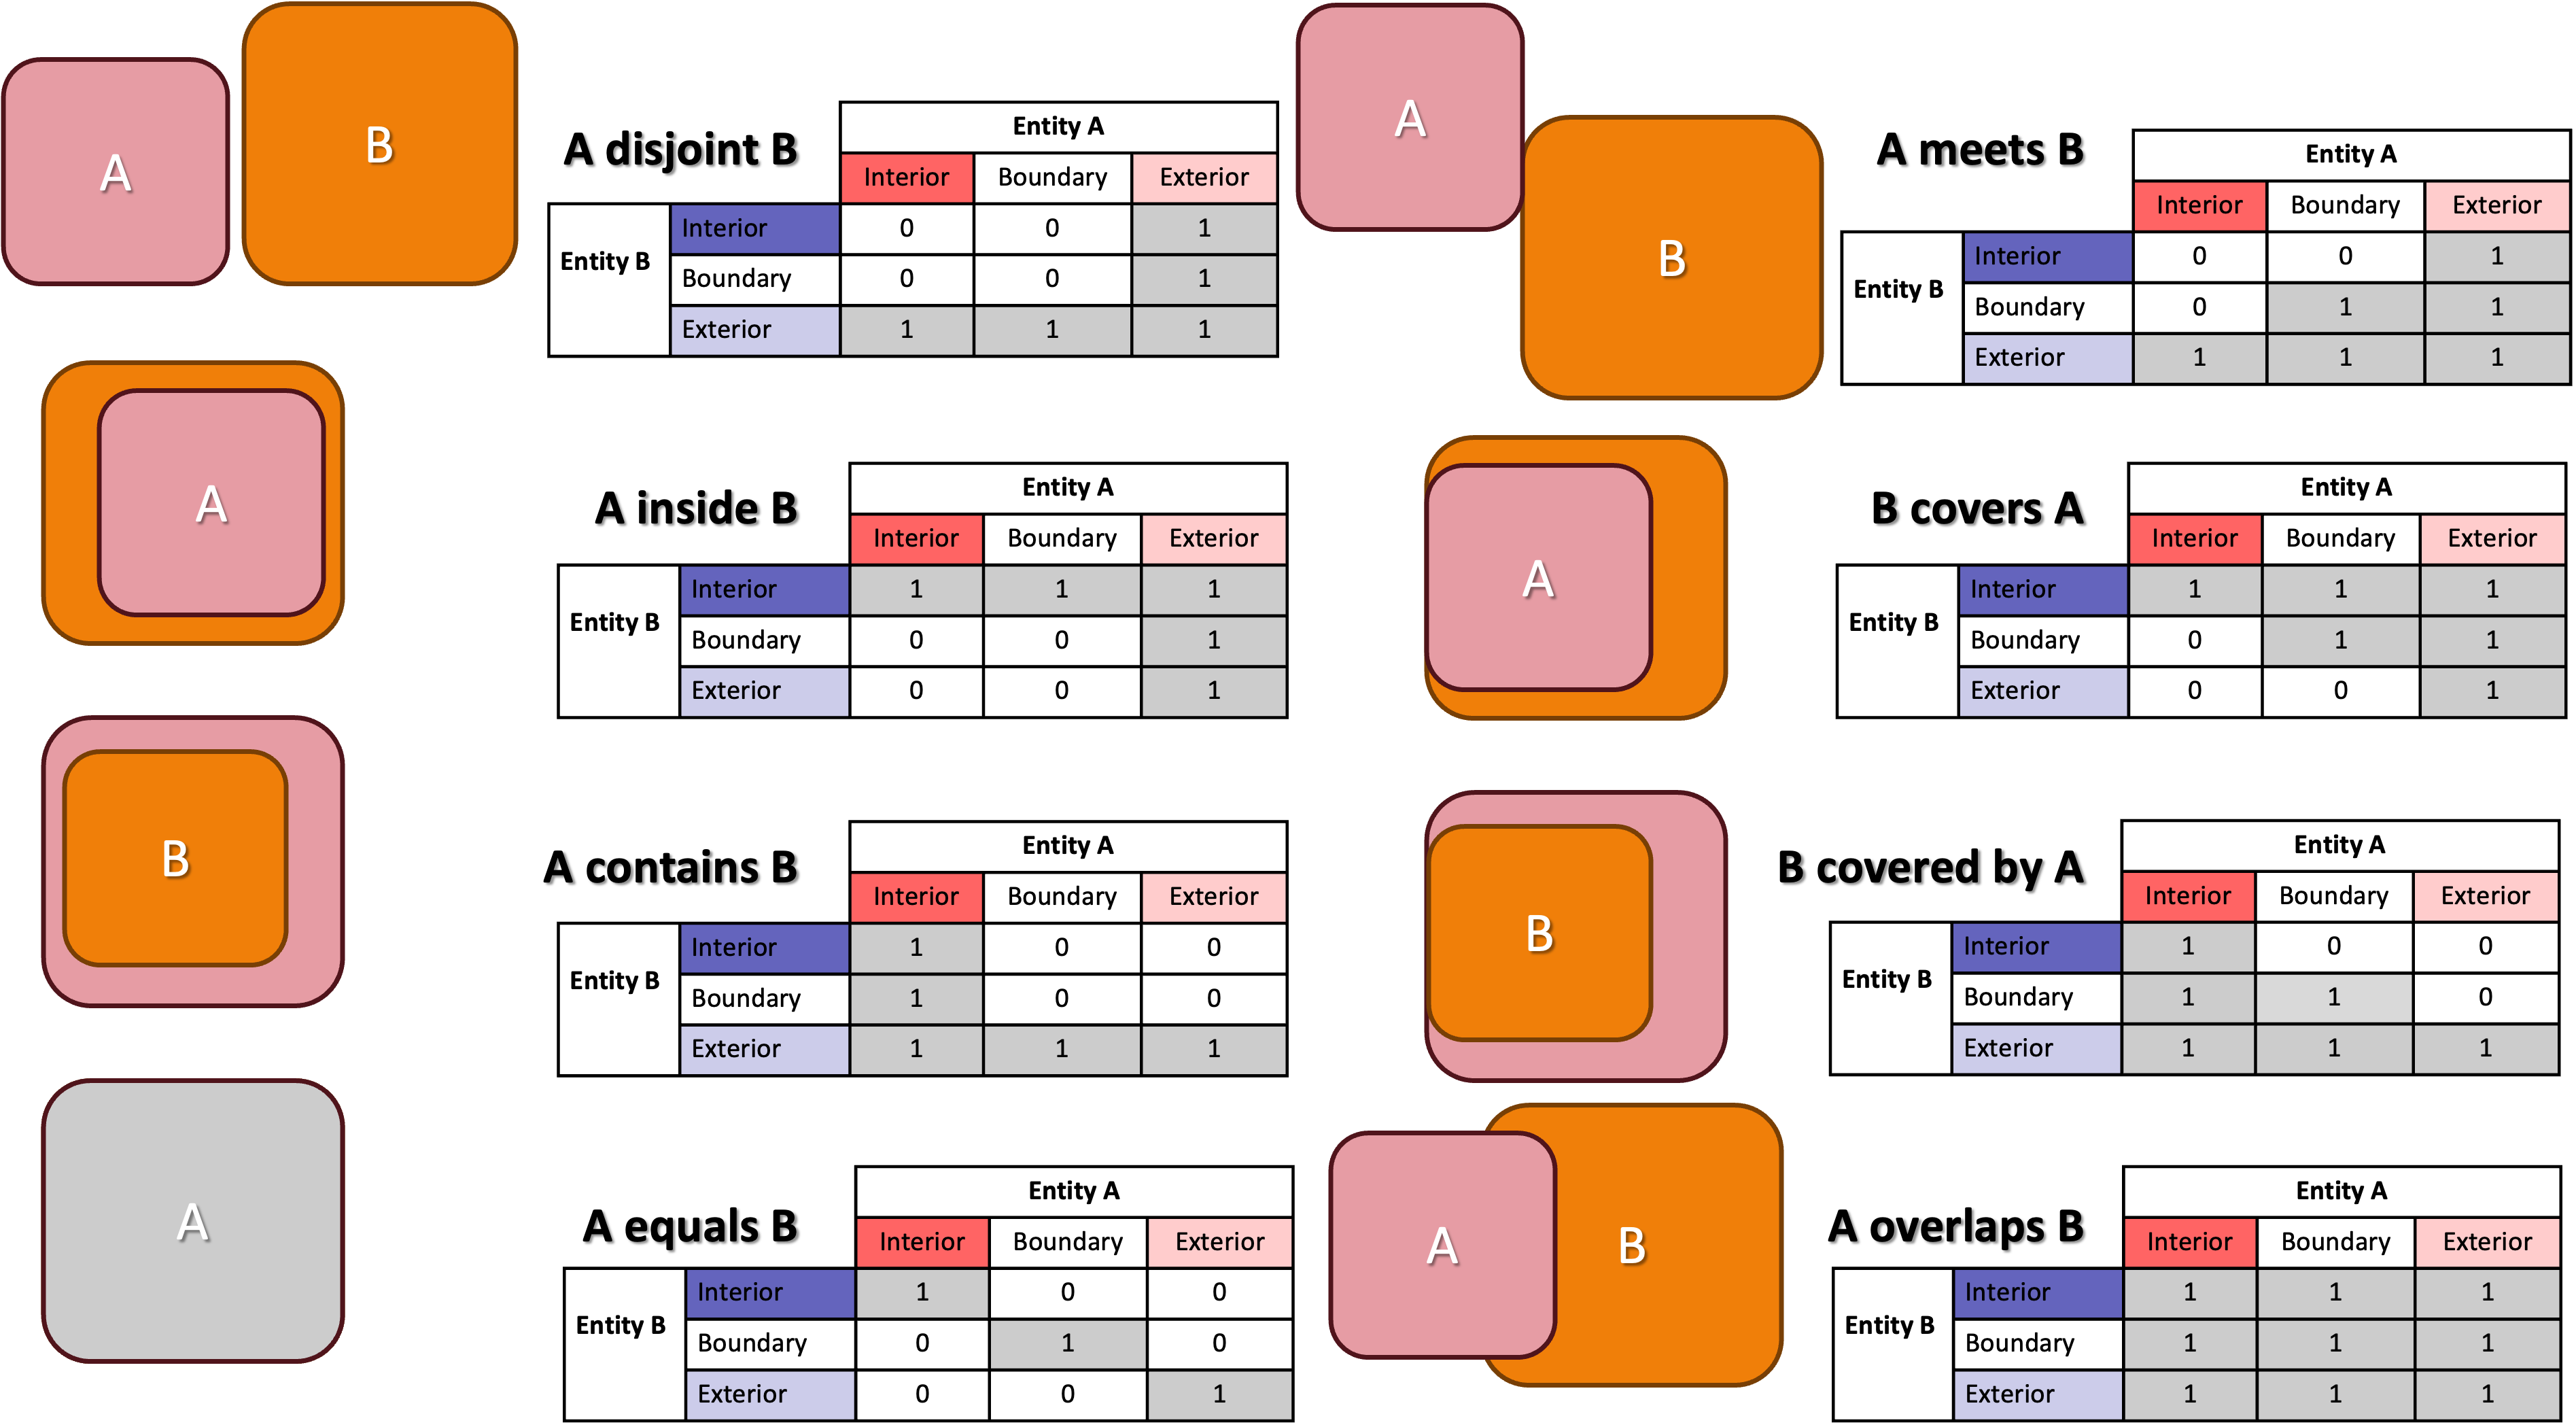 A
B
A disjoint B
Entity A
Interior Boundary Exterior
Entity B
Interior 0 0 1
Boundary 0 0 1
Exterior 1 1 1
A
B
A meets B
Entity A
Interior Boundary Exterior
Entity B
Interior 0 0 1
Boundary 0 1 1
Exterior 1 1 1
A
A inside B
Entity A
Interior Boundary Exterior
Entity B
Interior 1 1 1
Boundary 0 0 1
Exterior 0 0 1
A
B covers A
Entity A
Interior Boundary Exterior
Entity B
Interior 1 1 1
Boundary 0 1 1
Exterior 0 0 1
B
A contains B
Entity A
Interior Boundary Exterior
Entity B
Interior 1 0 0
Boundary 1 0 0
Exterior 1 1 1
B
B covered by A
Entity A
Interior Boundary Exterior
Entity B
Interior 1 0 0
Boundary 1 1 0
Exterior 1 1 1
A
A equals B
Entity A
Interior Boundary Exterior
Entity B
Interior 1 0 0
Boundary 0 1 0
Exterior 0 0 1
A
B
A overlaps B
Entity A
Interior Boundary Exterior
Entity B
Interior 1 1 1
Boundary 1 1 1
Exterior 1 1 1